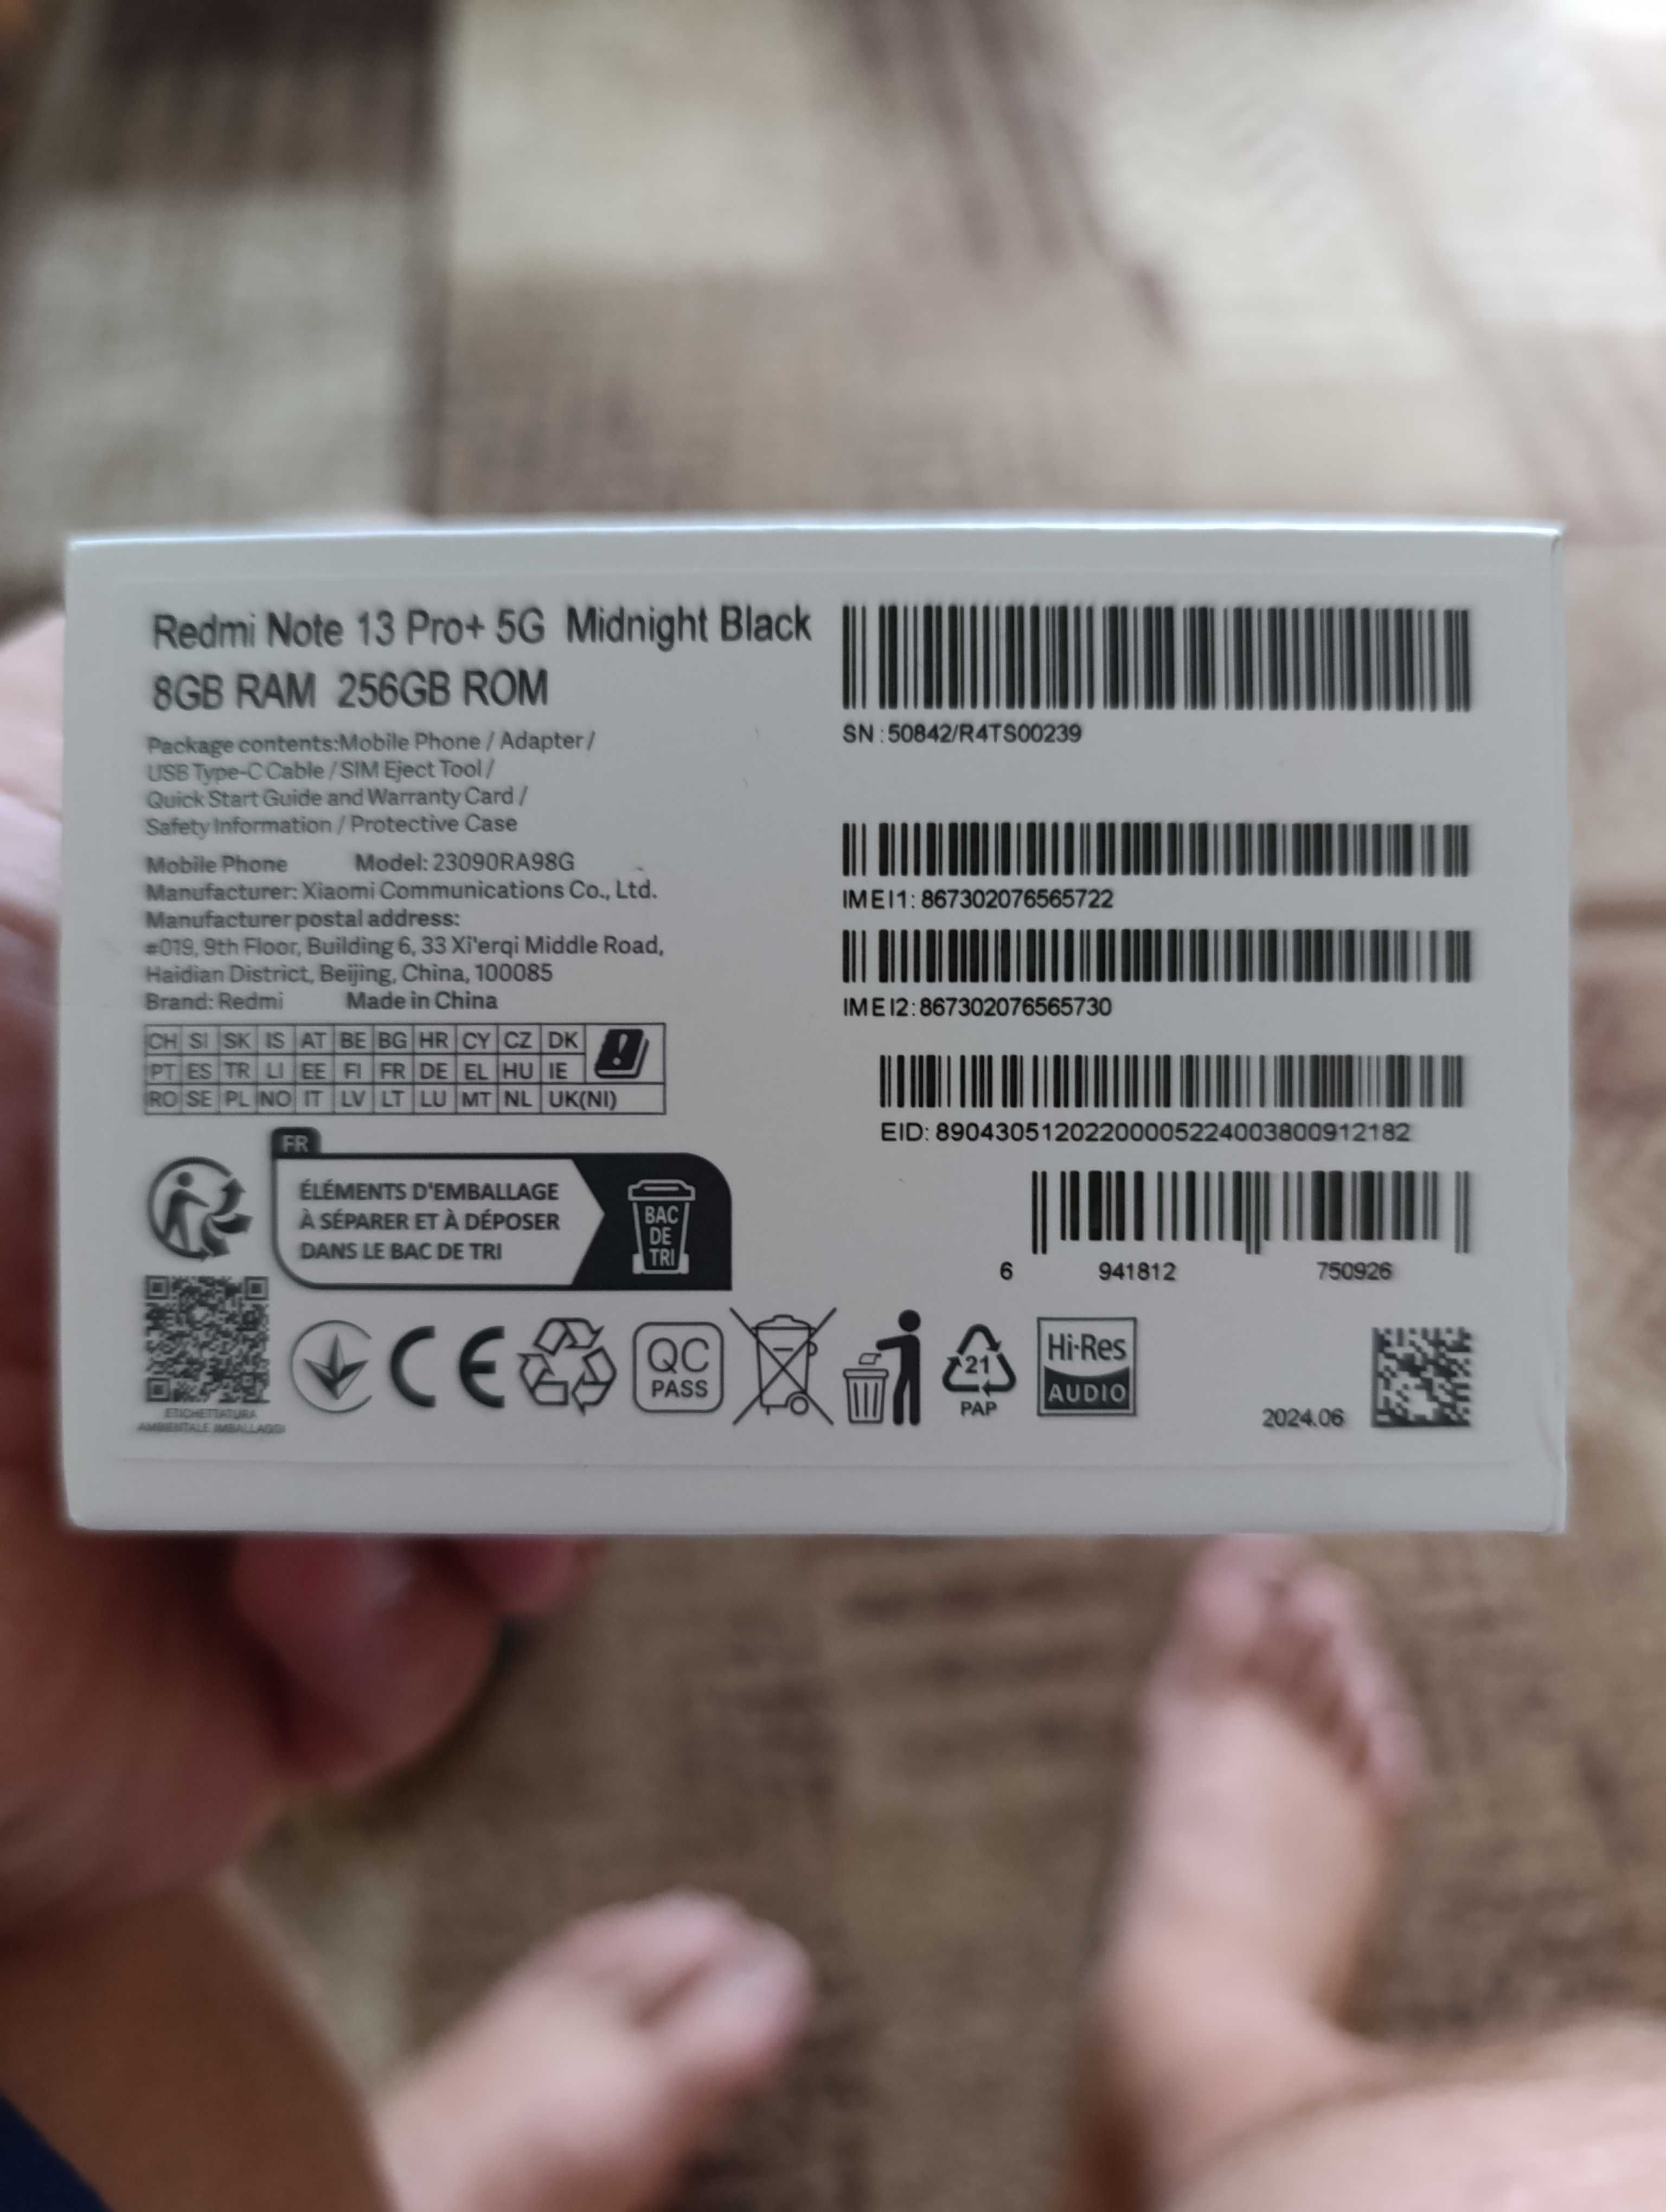 Redmi Note 13 Pro+ 5G Midnight Black
8GB RAM 256GB ROM
Package contents:Mobile Phone / Adapter /
USB Type-C Cable / SIM Eject Tool /
Quick Start Guide and Warranty Card /
Safety Information / Protective Case
Mobile Phone Model: 23090RA98G
Manufacturer: Xiaomi Communications Co., Ltd.
Manufacturer postal address:
#019, 9th Floor, Building 6, 33 Xi'erqi Middle Road,
Haidian District, Beijing, China, 100085
Brand: Redmi Made in China
CH SI SK IS AT BE BG HR CY CZ DK
PT ES TR LI EE FI FR DE EL HU IE
RO SE PL NO IT LV LT LU MT NL UK(NI)
FR
ÉLÉMENTS D'EMBALLAGE
À SÉPARER ET À DÉPOSER
DANS LE BAC DE TRI
BAC
DE
TRI
ETICHETTATURA
AMBIENTALE IMBALLAGGI
CE
QC
PASS
21
PAP
Hi-Res
AUDIO
SN : 50842/R4TS00239
IMEI1: 867302076565722
IMEI2: 867302076565730
EID: 89043051202200005224003800912182
6 941812 750926
2024.06